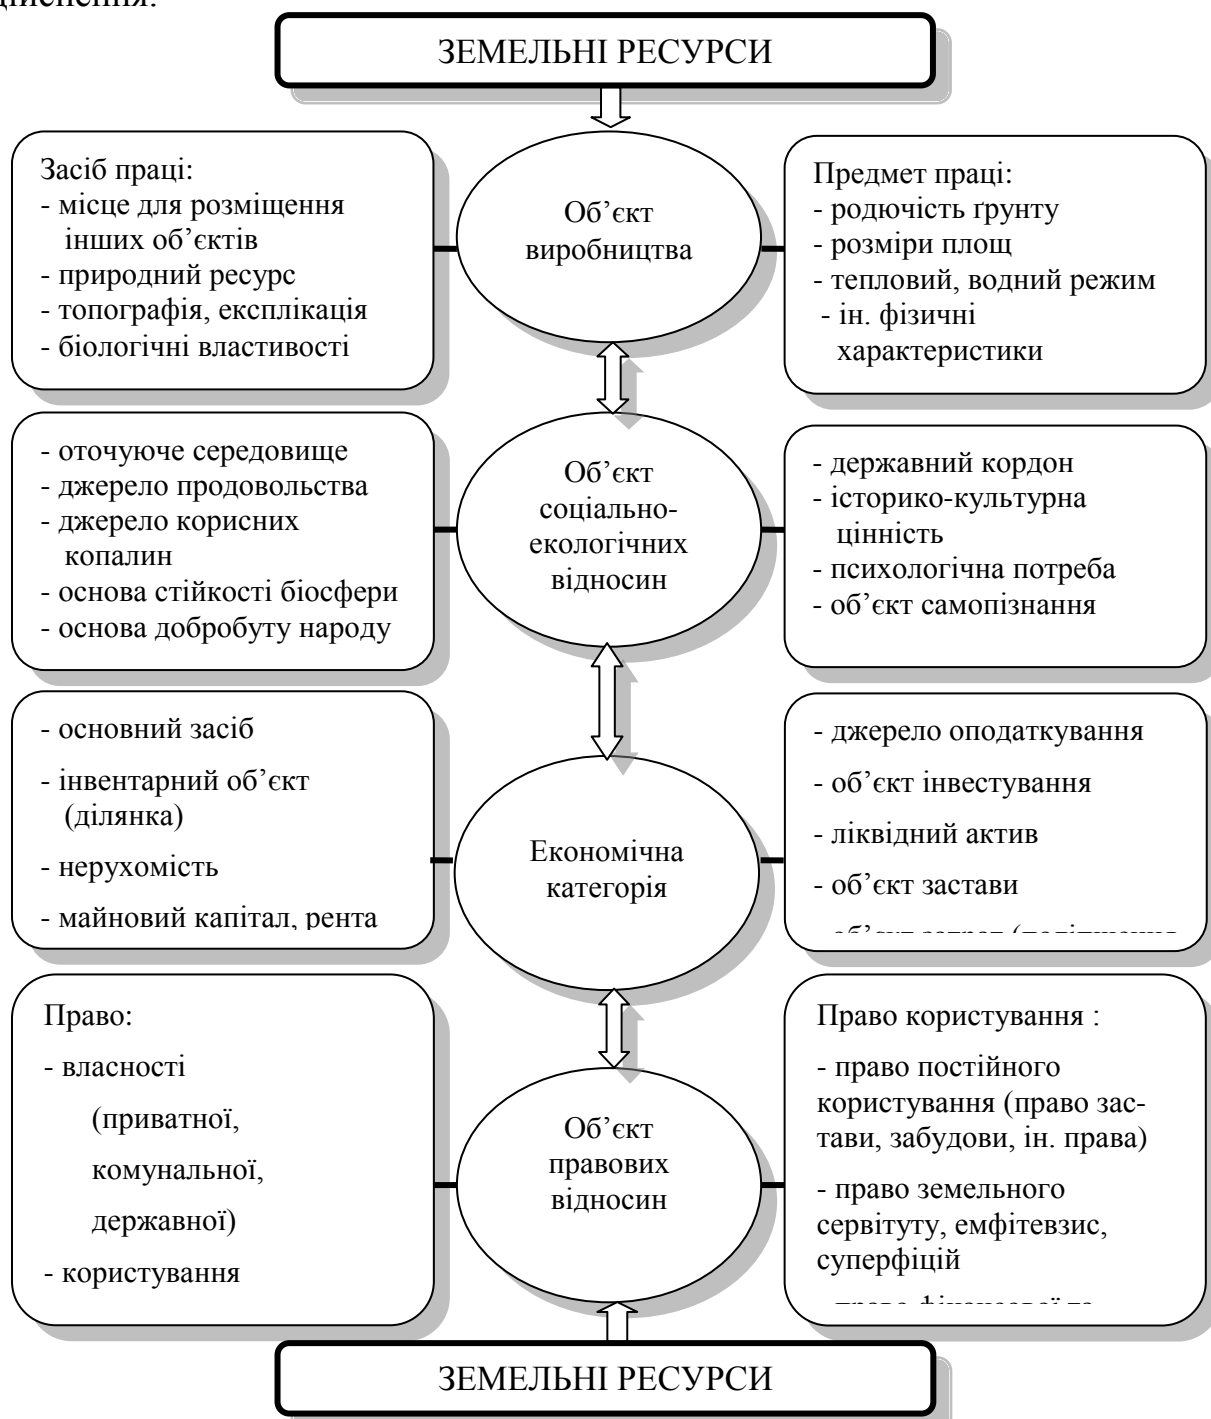 ЗЕМЕЛЬНІ РЕСУРСИ
Засіб праці:
- місце для розміщення
інших об’єктів
- природний ресурс
- топографія, експлікація
- біологічні властивості
Об’єкт
виробництва
Предмет праці:
- родючість ґрунту
- розміри площ
- тепловий, водний режим
- ін. фізичні
характеристики
- оточуюче середовище
- джерело продовольства
- джерело корисних
копалин
- основа стійкості біосфери
- основа добробуту народу
Об’єкт
соціально-
екологічних
відносин
- державний кордон
- історико-культурна
цінність
- психологічна потреба
- об’єкт самопізнання
- основний засіб
- інвентарний об’єкт
(ділянка)
- нерухомість
- майновий капітал, рента
Економічна
категорія
- джерело оподаткування
- об’єкт інвестування
- ліквідний актив
- об’єкт застави
Право:
- власності
(приватної,
комунальної,
державної)
- користування
Об’єкт
правових
відносин
Право користування :
- право постійного
користування (право зас-
тави, забудови, ін. права)
- право земельного
сервітуту, емфітевзис,
суперфіцій
ЗЕМЕЛЬНІ РЕСУРСИ